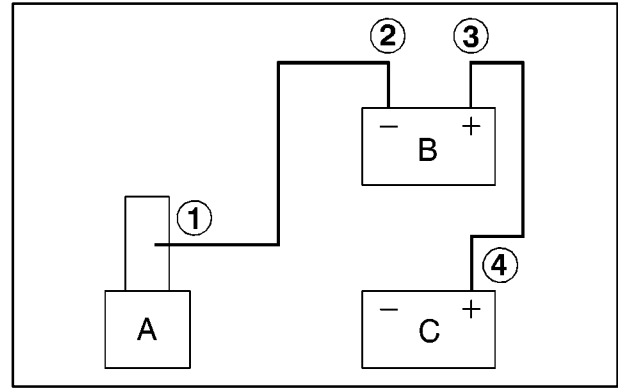 ② ③
− +
B
①
④
− +
A C